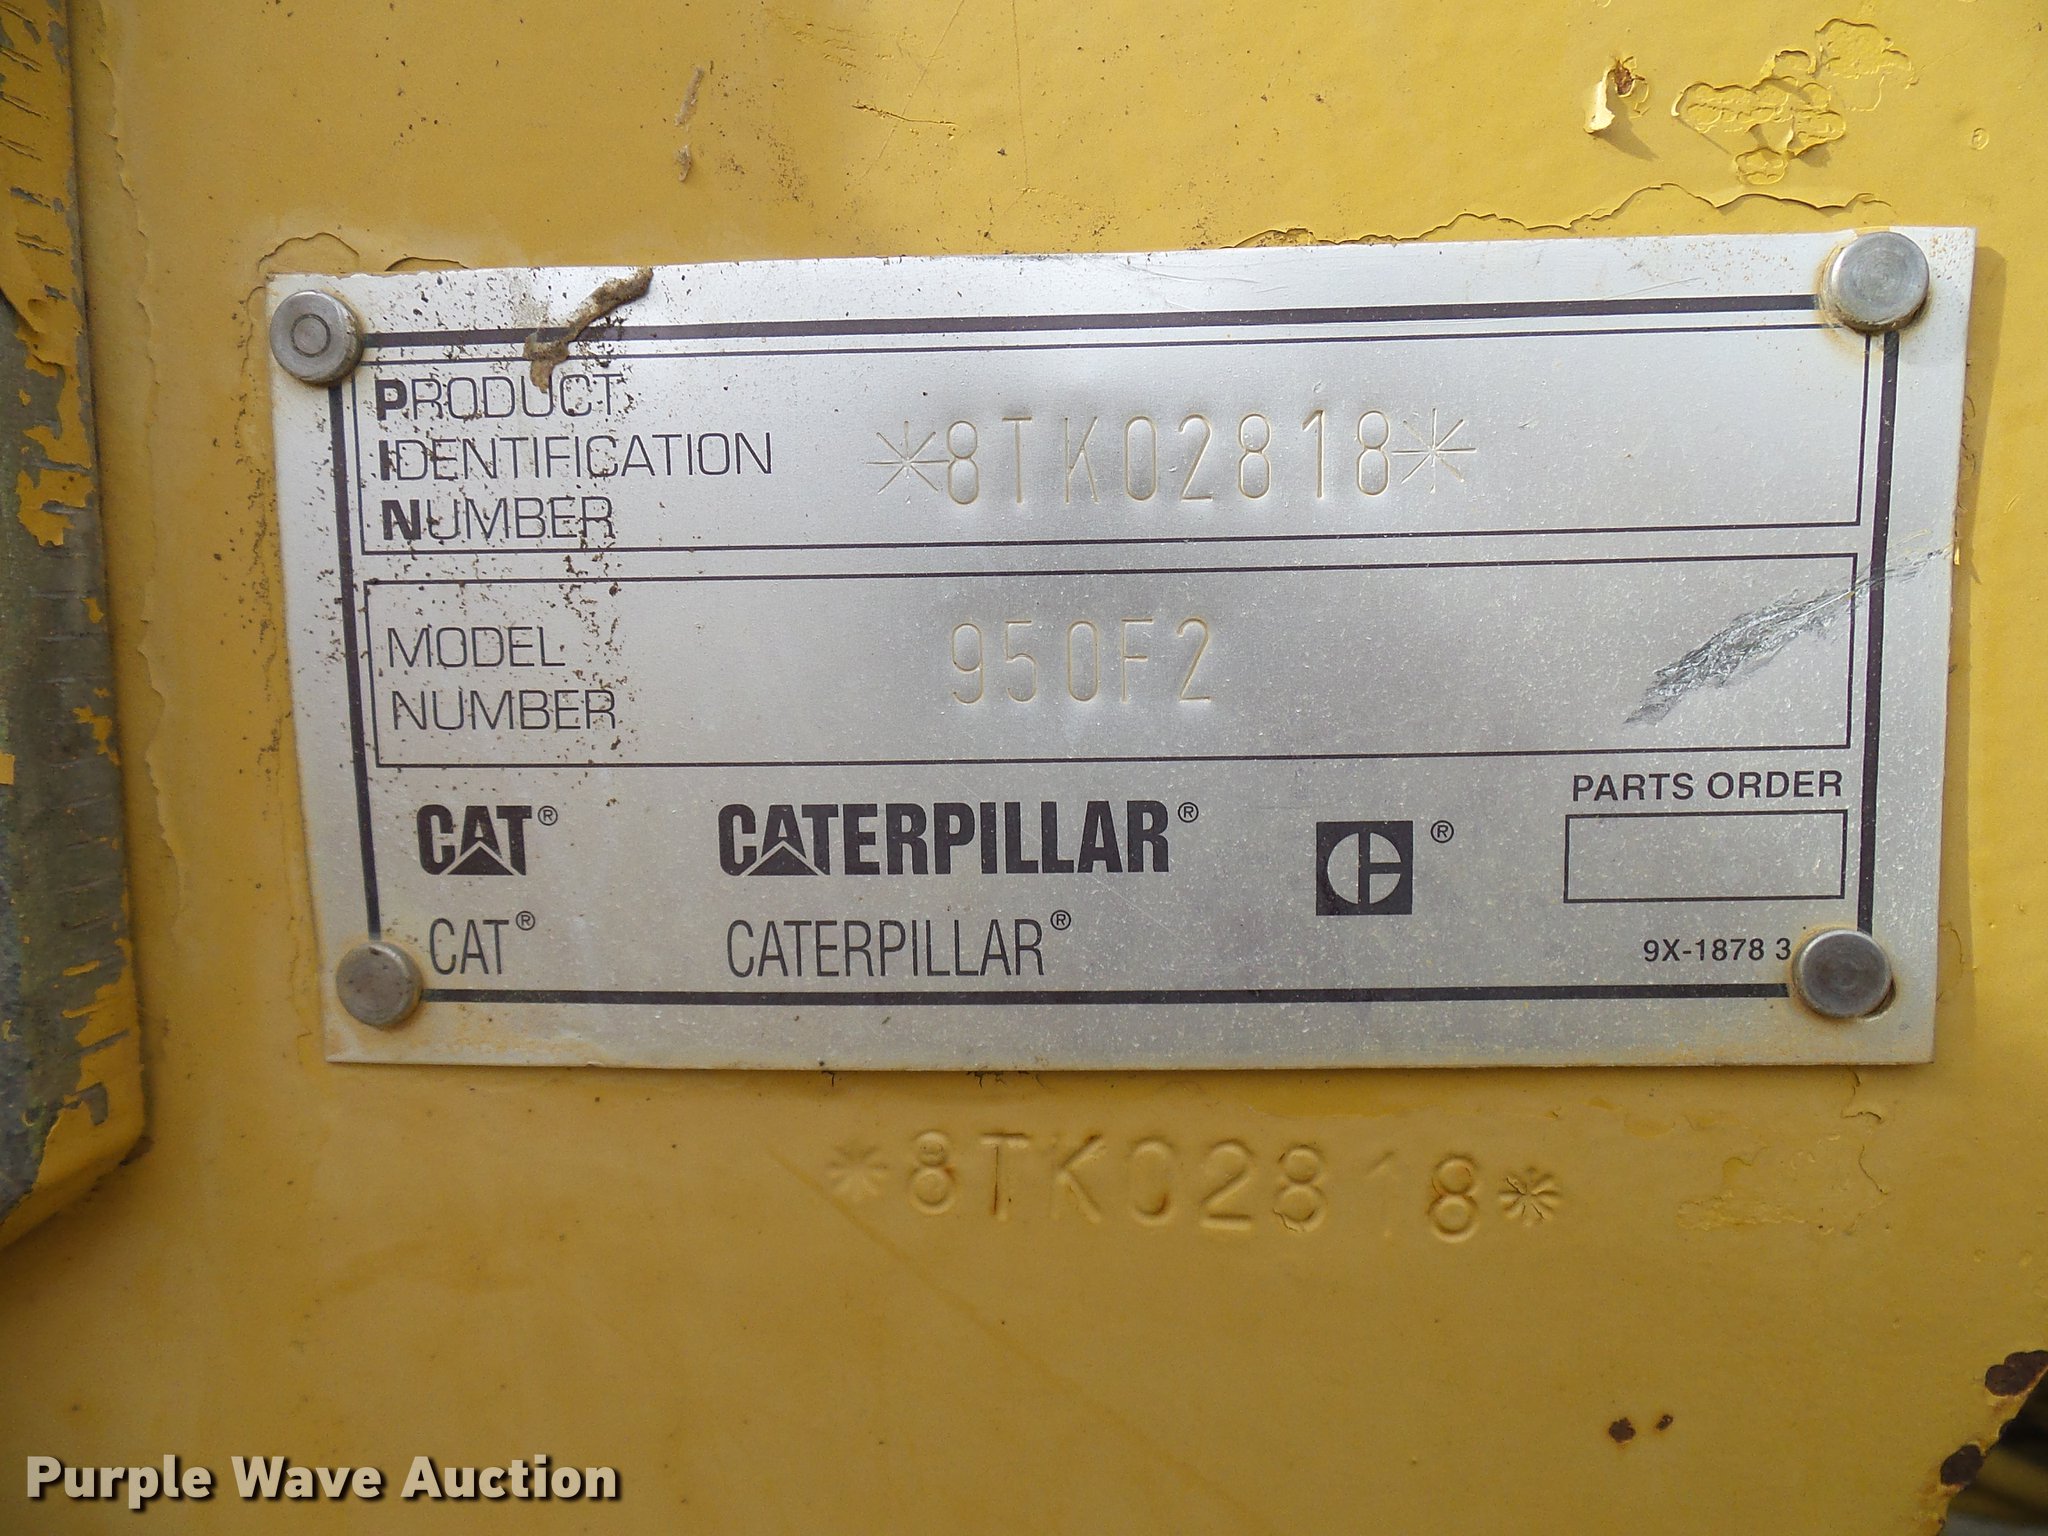 PRODUCT
IDENTIFICATION
NUMBER
*8TK02818*
MODEL
NUMBER
950F2
CAT® CATERPILLAR® ®
CAT® CATERPILLAR®
PARTS ORDER
9X-1878 3
*8TK02818*
Purple Wave Auction